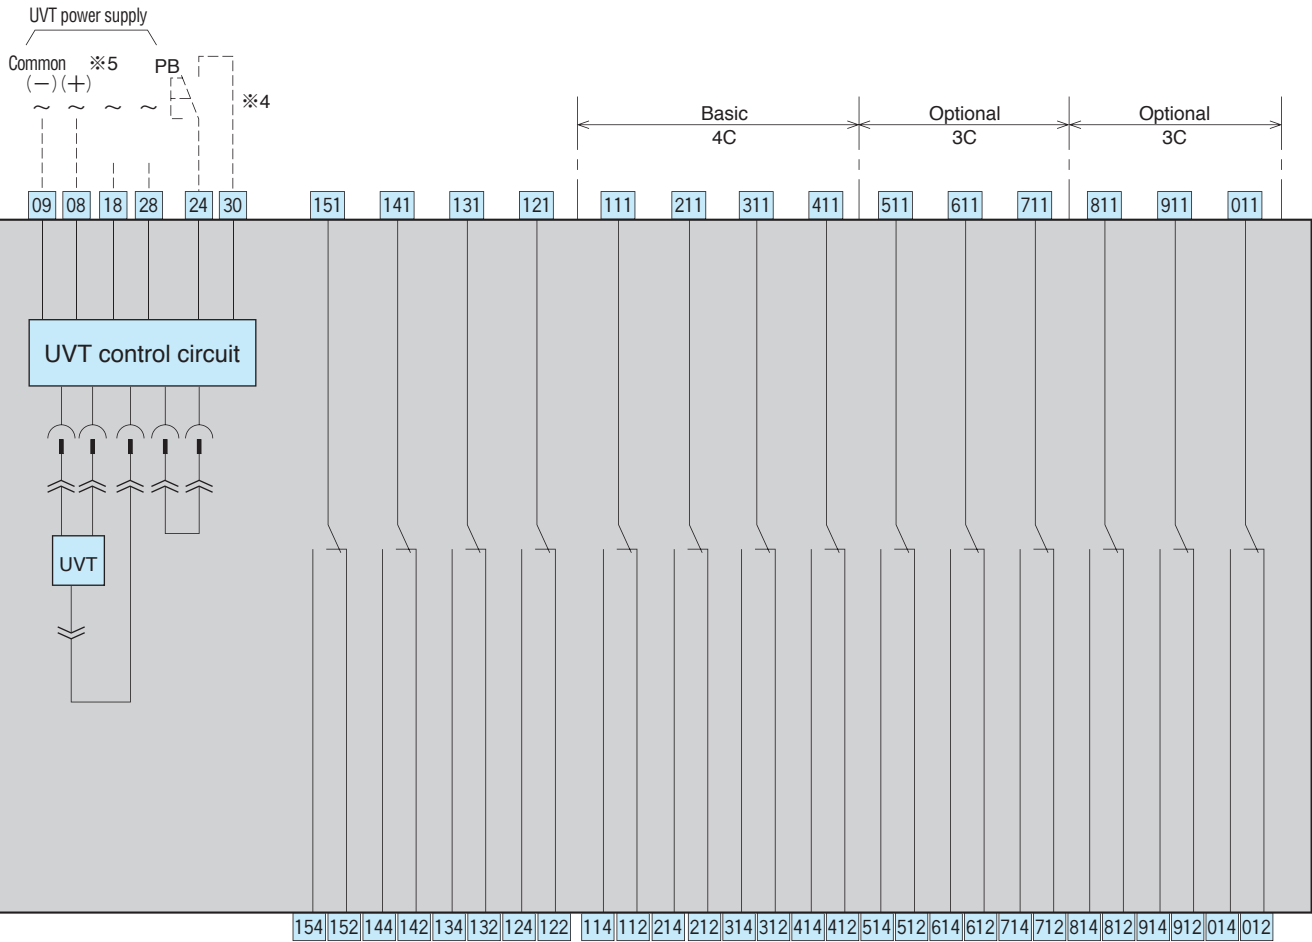 UVT power supply
Common ※5 PB
(−) (+)
～ ～ ～ ～ ※4
Basic Optional Optional
4C 3C 3C
09 08 18 28 24 30 151 141 131 121 111 211 311 411 511 611 711 811 911 011
UVT control circuit
UVT
154 152 144 142 134 132 124 122 114 112 214 212 314 312 414 412 514 512 614 612 714 712 814 812 914 912 014 012